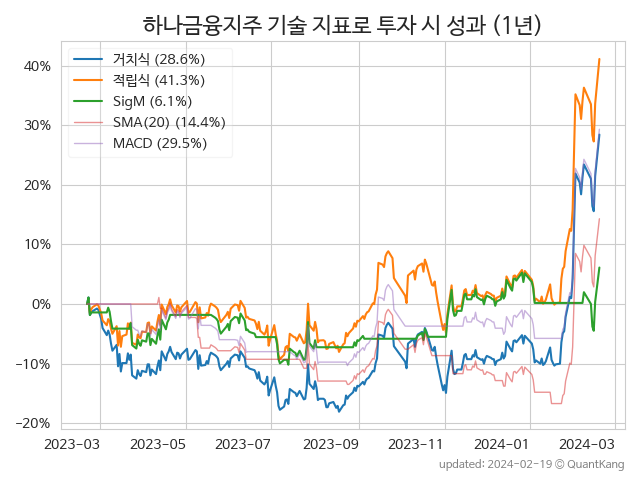 하나금융지주 기술 지표로 투자 시 성과 (1년)
거치식 (28.6%)
적립식 (41.3%)
SigM (6.1%)
SMA(20) (14.4%)
MACD (29.5%)
40%
30%
20%
10%
0%
−10%
−20%
2023-03 2023-05 2023-07 2023-09 2023-11 2024-01 2024-03
updated: 2024-02-19 © QuantKang